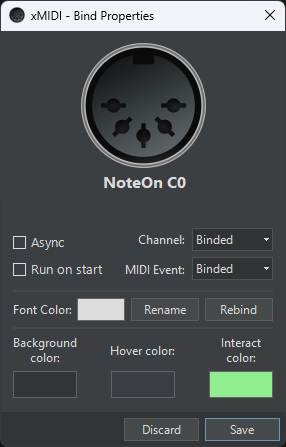 xMIDI - Bind Properties
NoteOn C0
Async
Channel: Binded
Run on start
MIDI Event: Binded
Font Color: Rename Rebind
Background color:
Hover color:
Interact color:
Discard Save